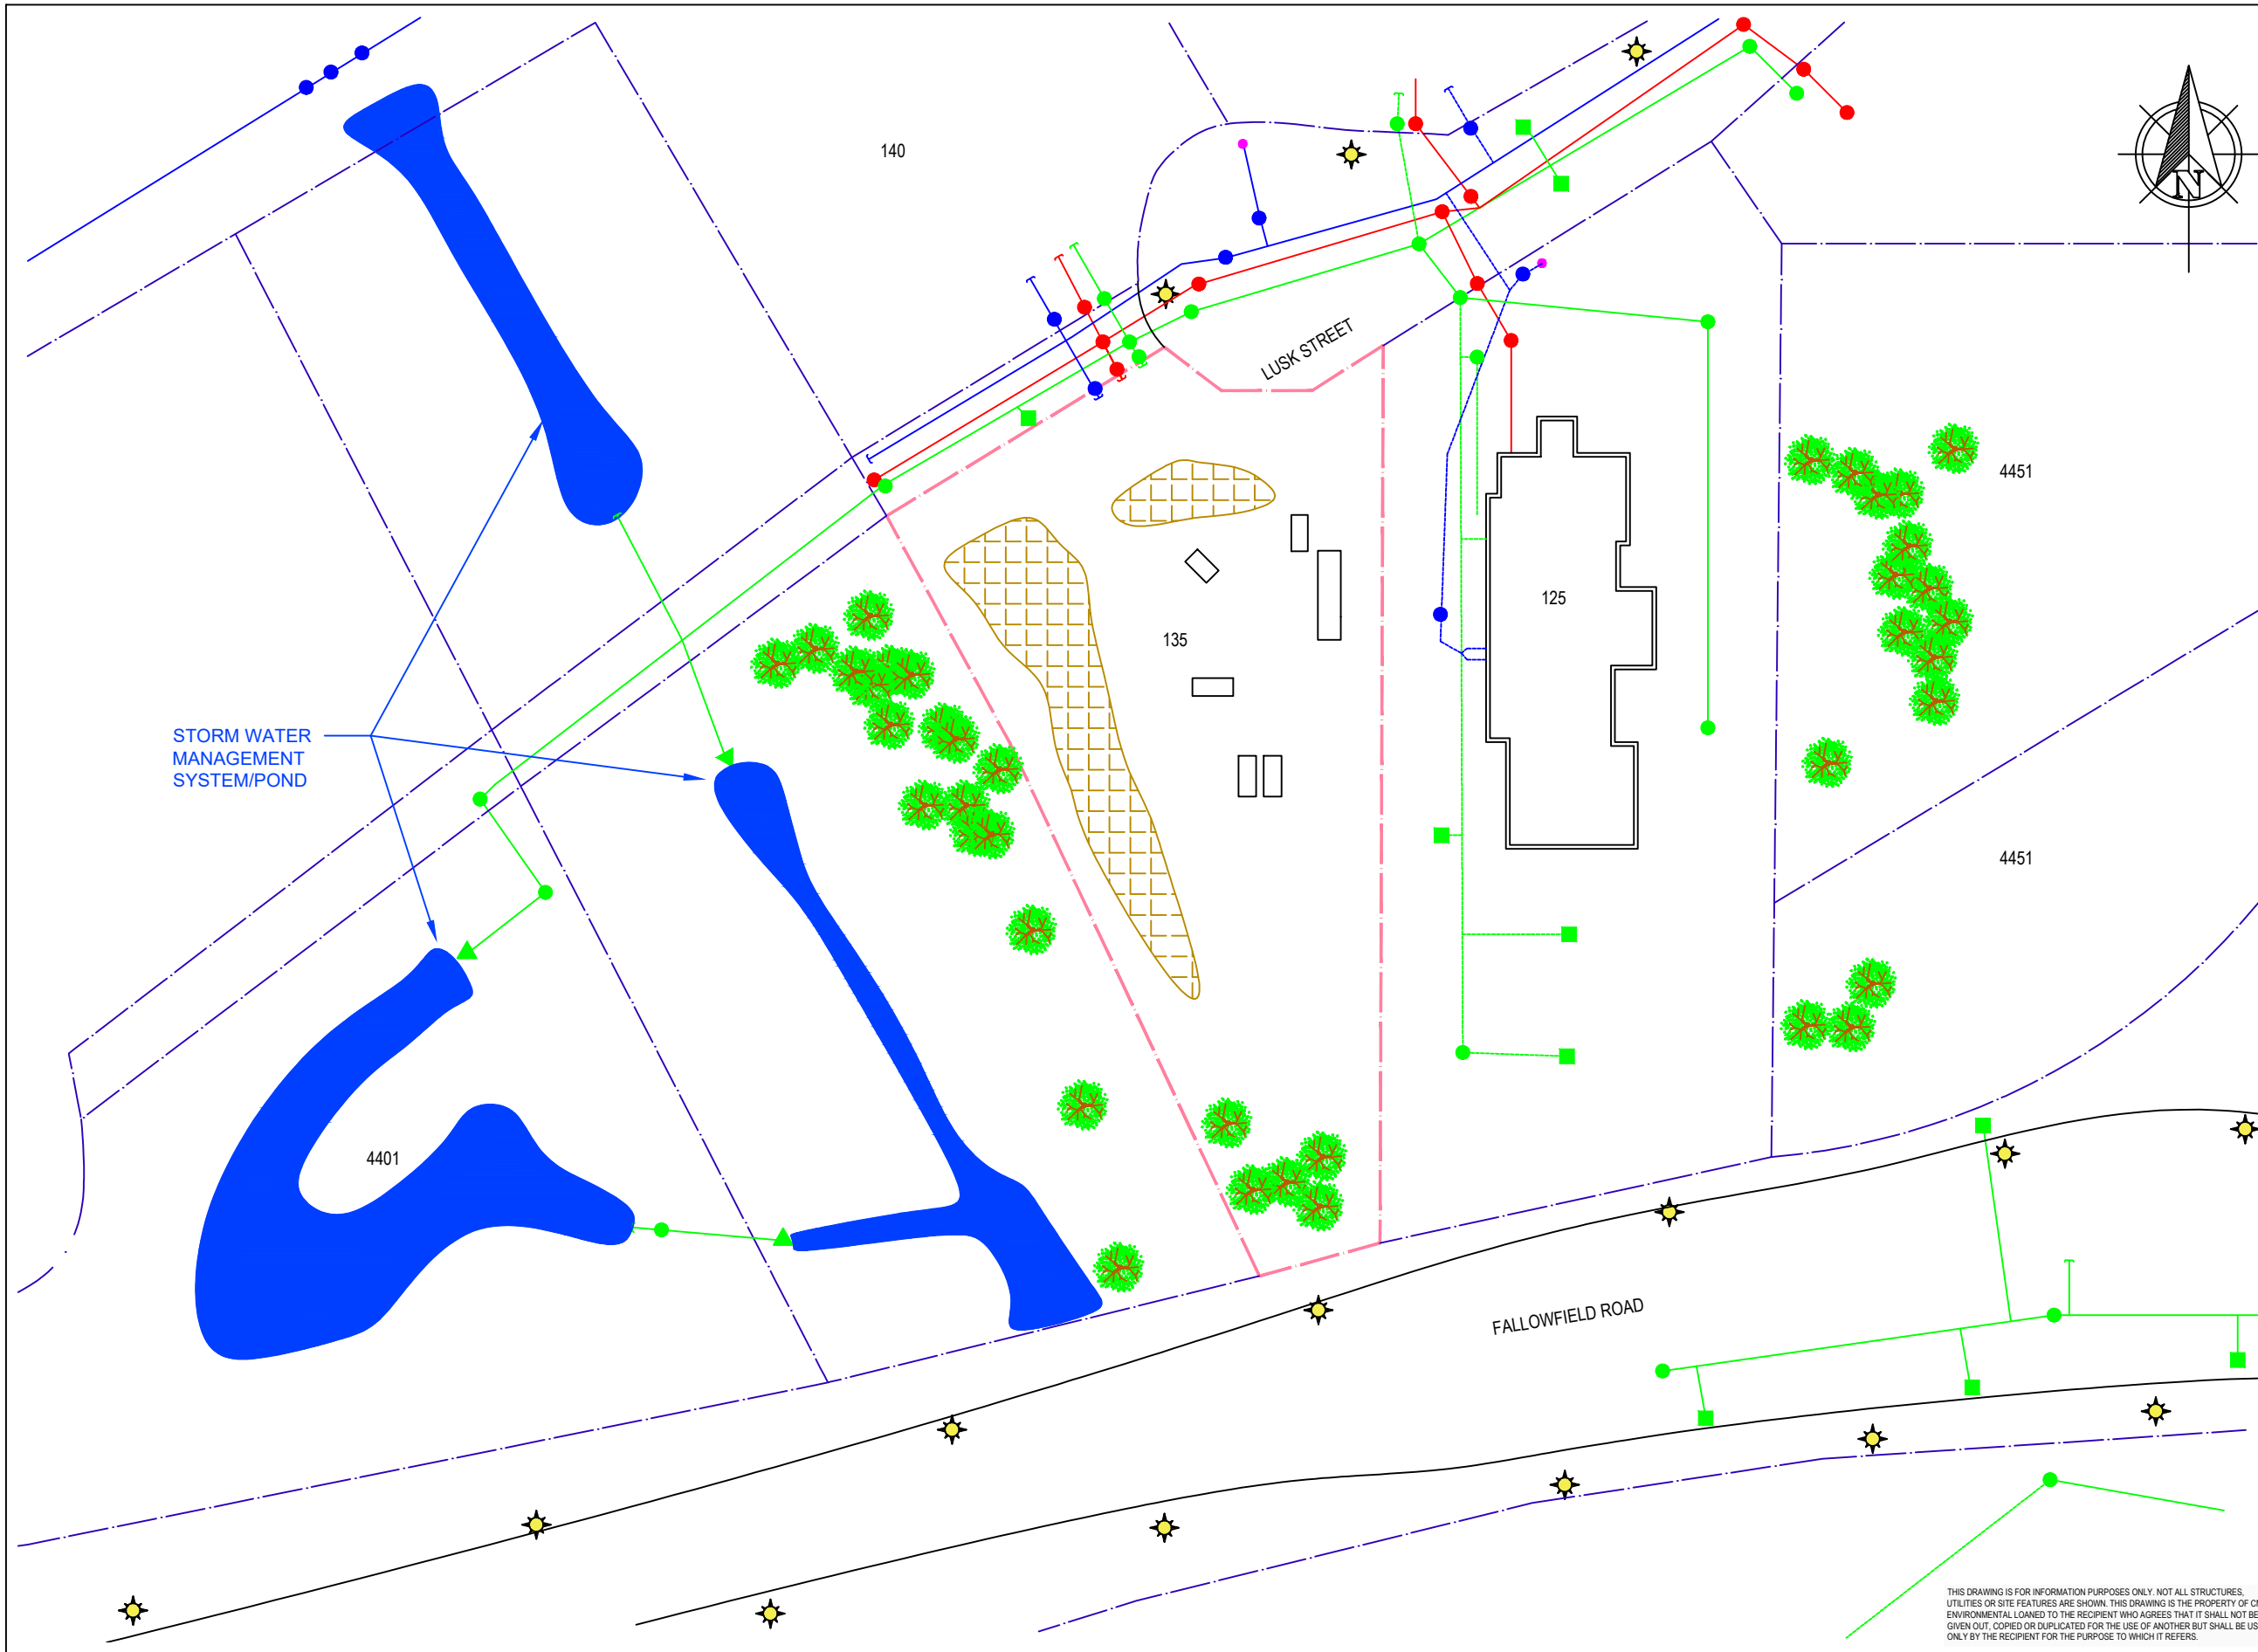 140
N
LUSK STREET
4451
125
135
STORM WATER
MANAGEMENT
SYSTEM/POND
4451
4401
FALLOWFIELD ROAD
THIS DRAWING IS FOR INFORMATION PURPOSES ONLY. NOT ALL STRUCTURES,
UTILITIES OR SITE FEATURES ARE SHOWN. THIS DRAWING IS THE PROPERTY OF
ENVIRONMENTAL LOANED TO THE RECIPIENT WHO AGREES THAT IT SHALL NOT BE
GIVEN OUT, COPIED OR DUPLICATED FOR THE USE OF ANOTHER BUT SHALL BE
ONLY BY THE RECIPIENT FOR THE PURPOSE TO WHICH IT REFERS.